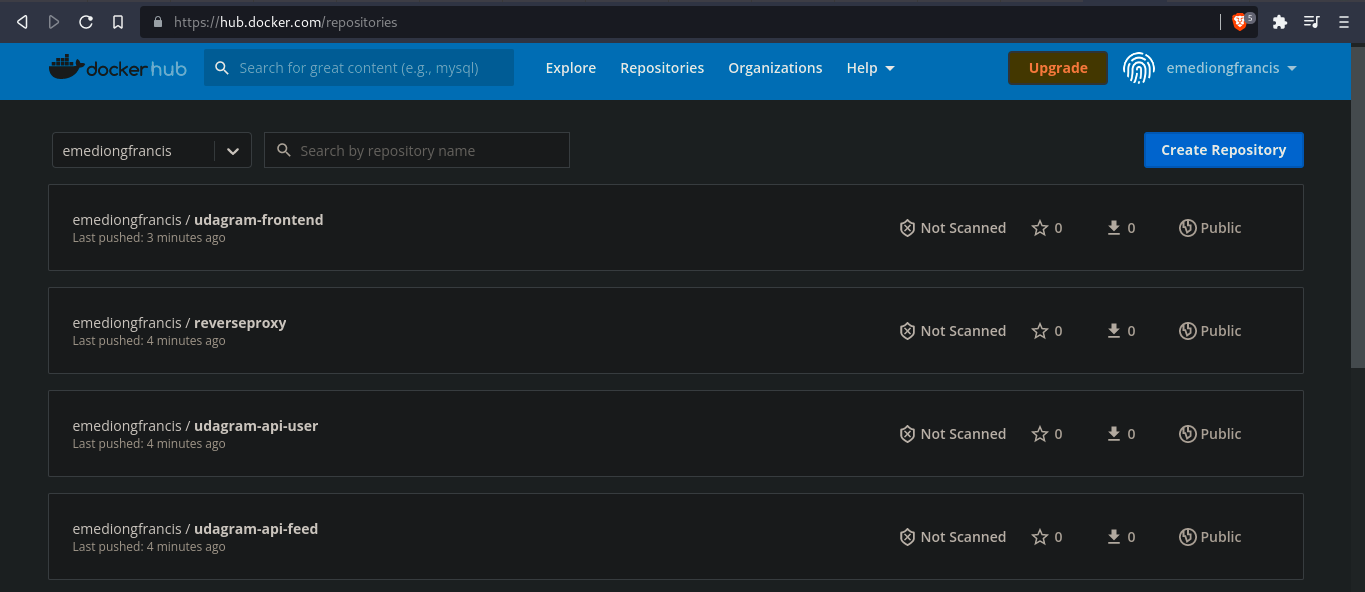 https://hub.docker.com/repositories
5
docker hub
Search for great content (e.g., mysql)
Explore
Repositories
Organizations
Help
Upgrade
emediongfrancis
emediongfrancis
Search by repository name
Create Repository
emediongfrancis / udagram-frontend
Last pushed: 3 minutes ago
Not Scanned
0
0
Public
emediongfrancis / reverseproxy
Last pushed: 4 minutes ago
Not Scanned
0
0
Public
emediongfrancis / udagram-api-user
Last pushed: 4 minutes ago
Not Scanned
0
0
Public
emediongfrancis / udagram-api-feed
Last pushed: 4 minutes ago
Not Scanned
0
0
Public